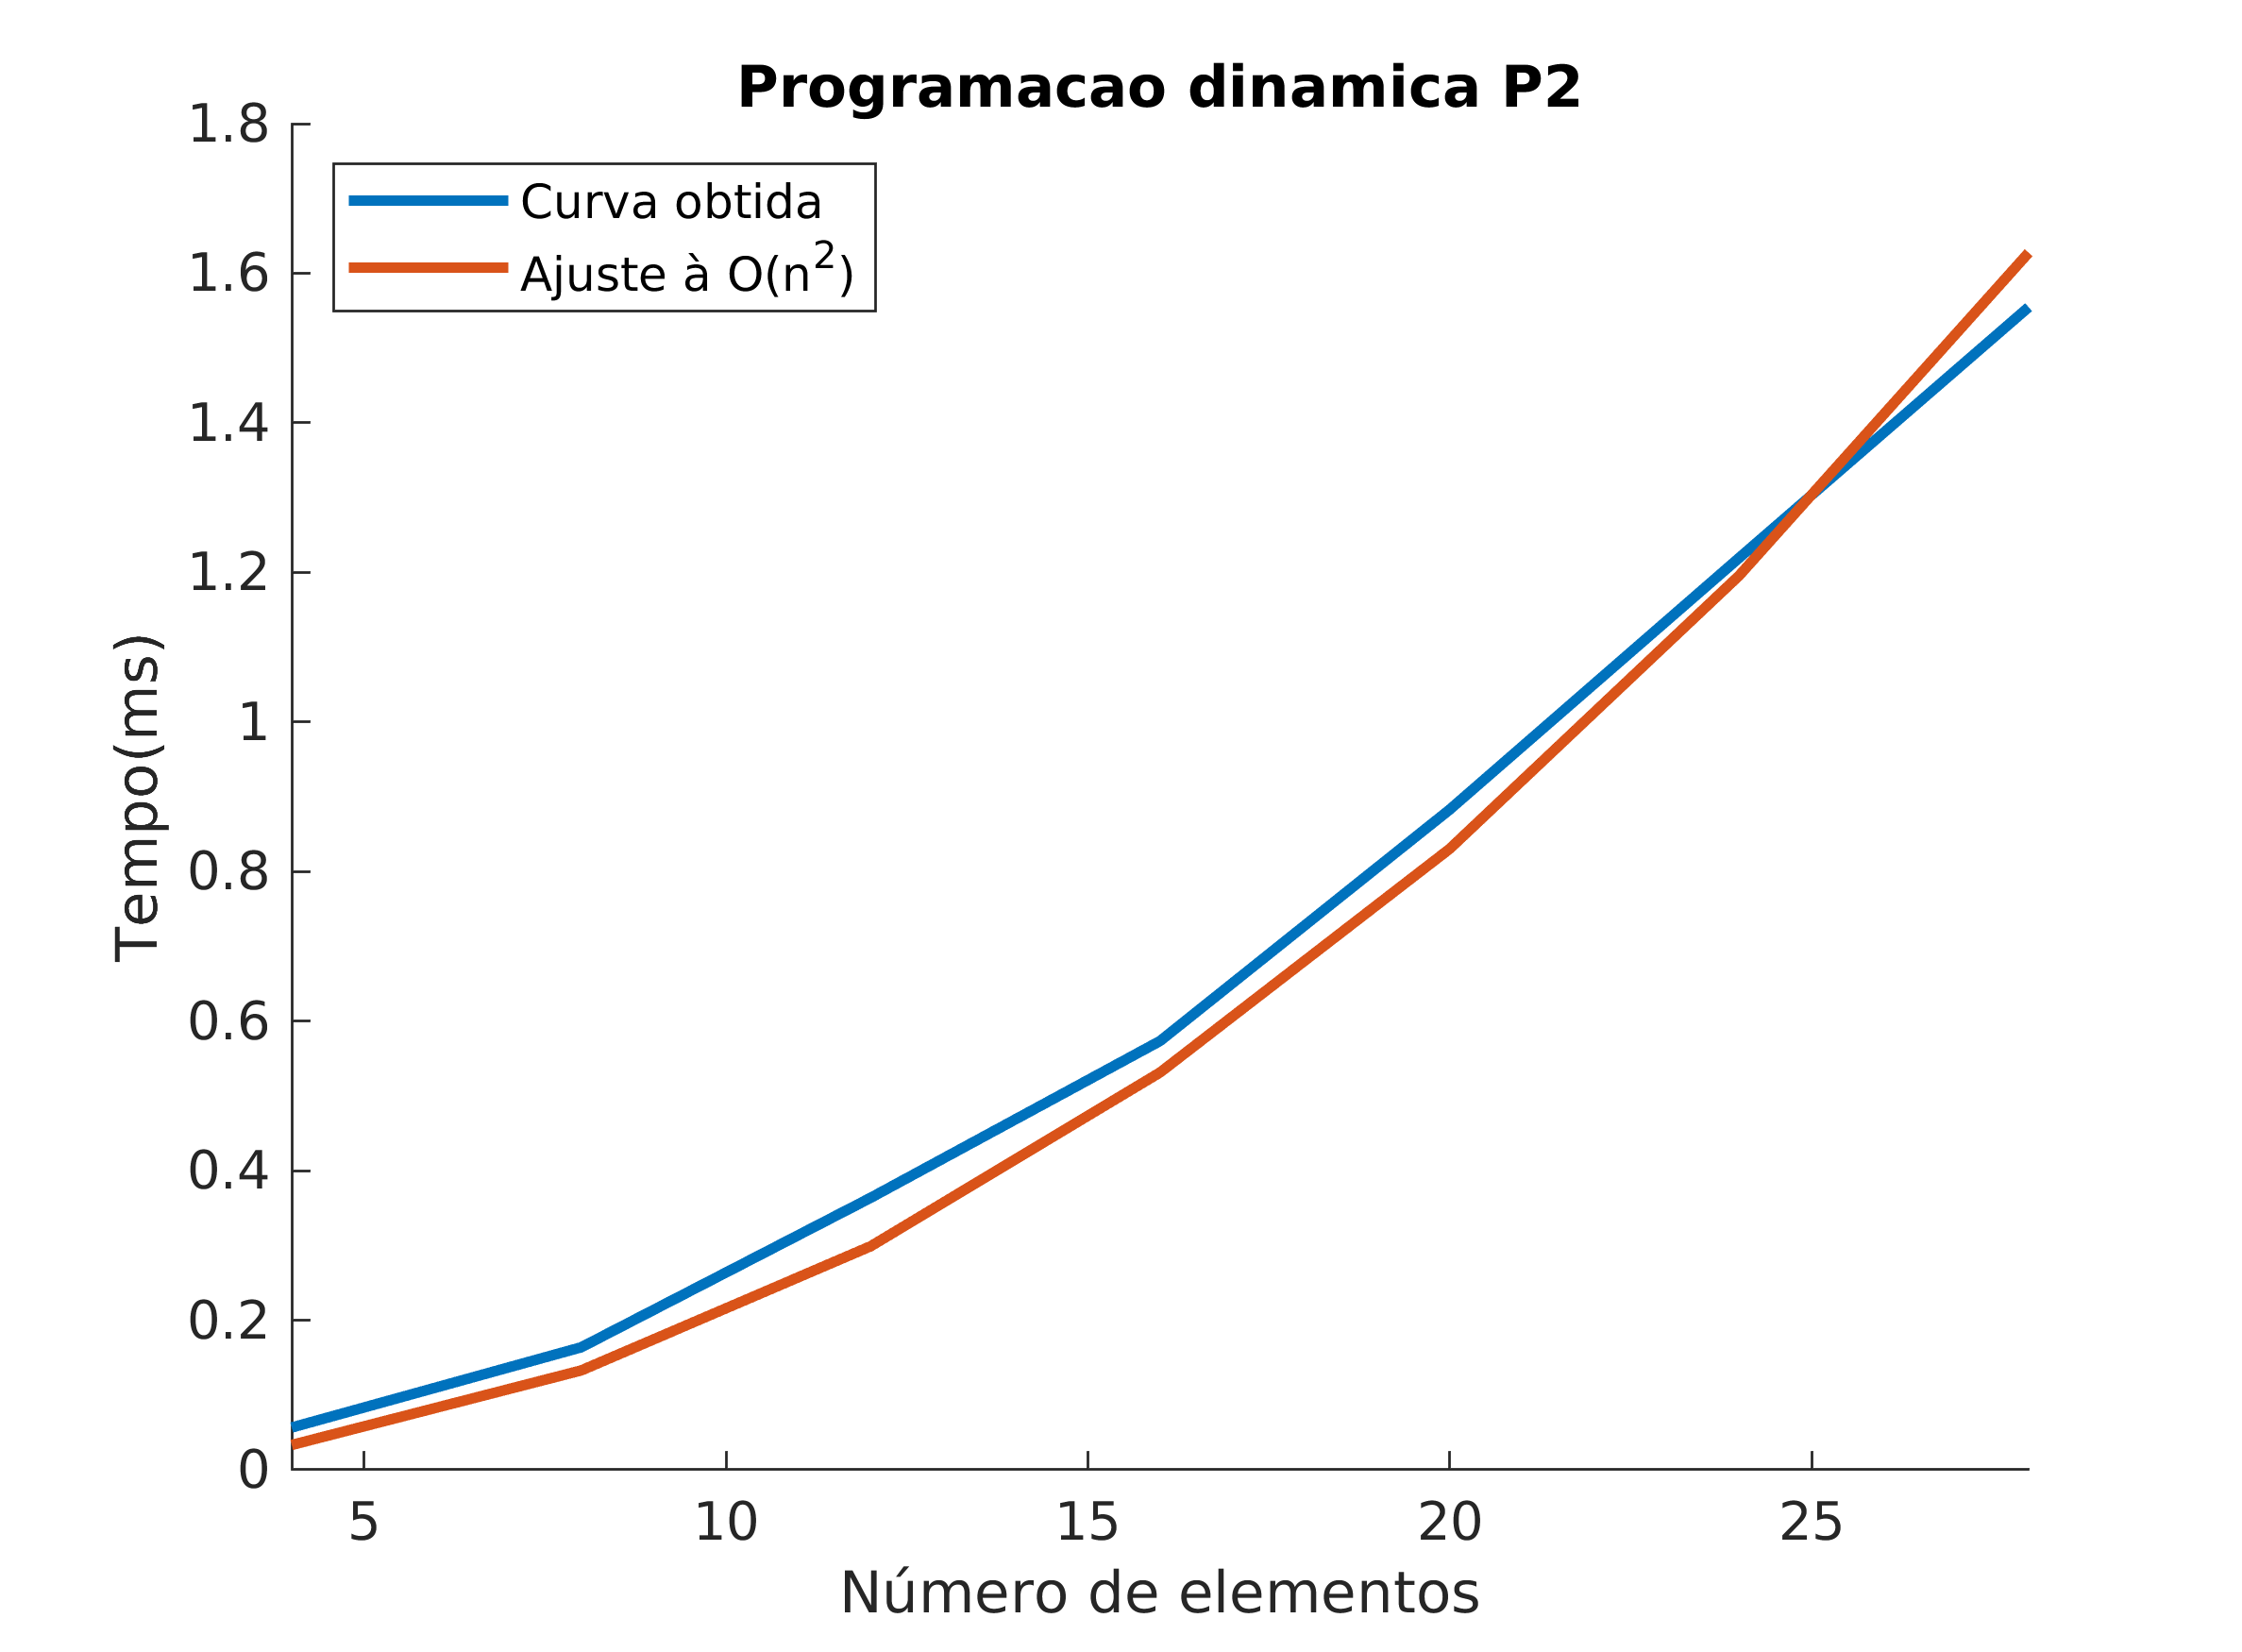 Programacao dinamica P2
1.8
1.6
1.4
1.2
1
0.8
0.6
0.4
0.2
0
Curva obtida
Ajuste à O(n²)
Tempo(ms)
5 10 15 20 25
Número de elementos